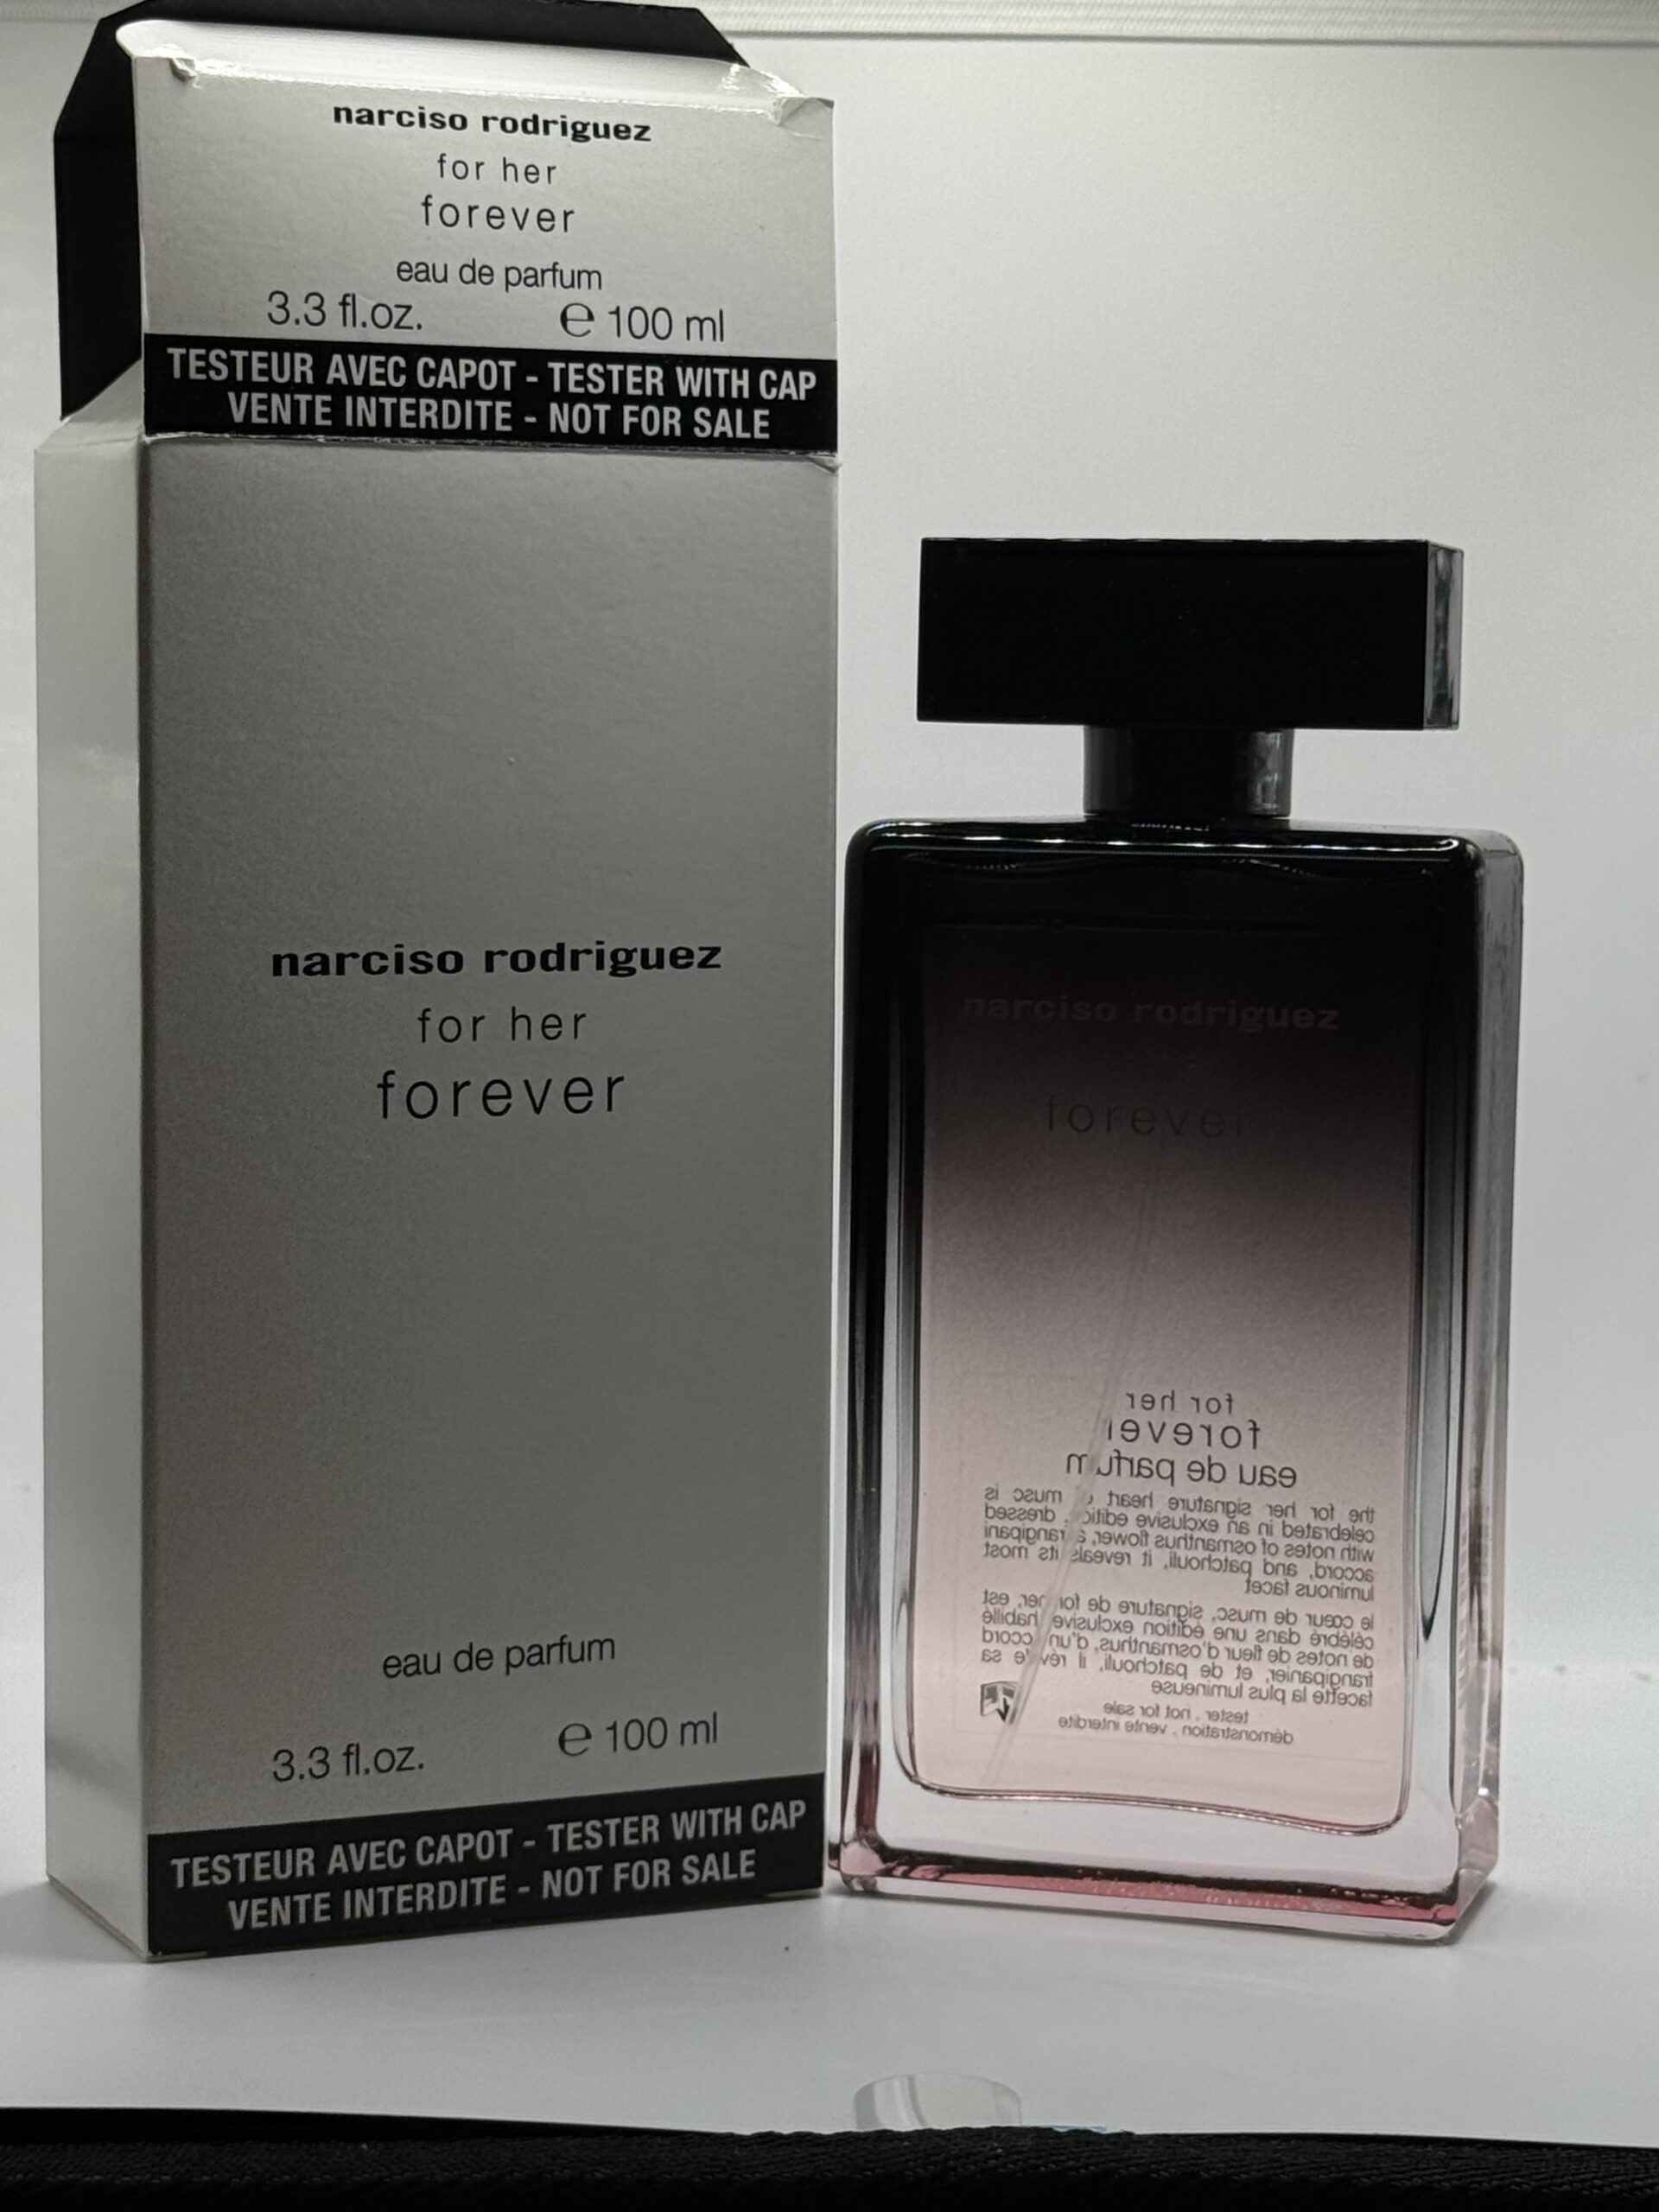 narciso rodriguez
for her
forever
eau de parfum
3.3 fl.oz. ℮ 100 ml
TESTEUR AVEC CAPOT - TESTER WITH CAP
VENTE INTERDITE - NOT FOR SALE
narciso rodriguez
for her
forever
eau de parfum
3.3 fl.oz. ℮ 100 ml
TESTEUR AVEC CAPOT - TESTER WITH CAP
VENTE INTERDITE - NOT FOR SALE
narciso rodriguez
forever
for her
forever
eau de parfum
the for her signature heart musc is
celebrated in an exclusive edition. dressed
with notes of osmanthus flower, a frangipani
accord, and patchouli, it reveals its most
luminous facet
le cœur de musc, signature de for her, est
célébré dans une édition exclusive habillé
de notes de fleur d'osmanthus, d'un accord
frangipanier, et de patchouli, il révèle sa
facette la plus lumineuse
tester . not for sale
démonstration . vente interdite